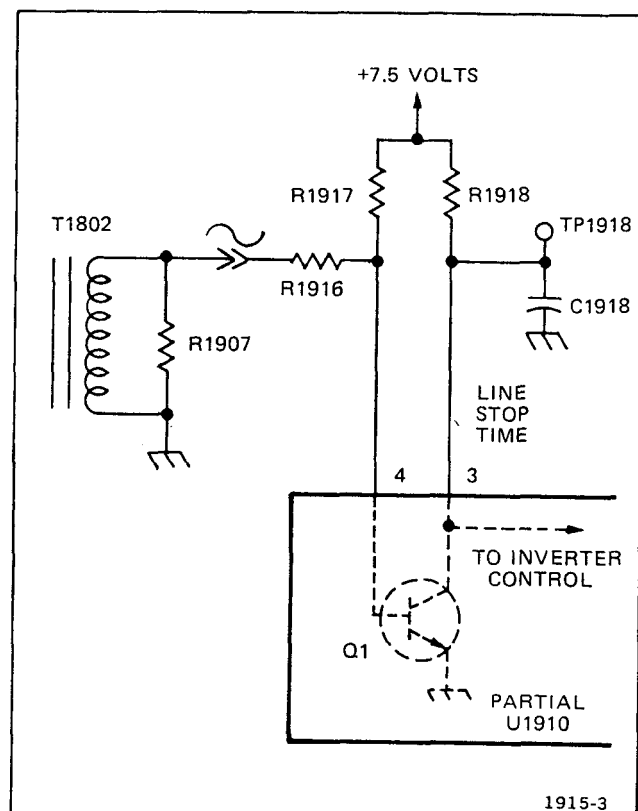 +7.5 VOLTS
R1917
R1918
T1802
TP1918
R1916
C1918
R1907
LINE
STOP
TIME
4
3
TO INVERTER
CONTROL
Q1
PARTIAL
U1910
1915-3